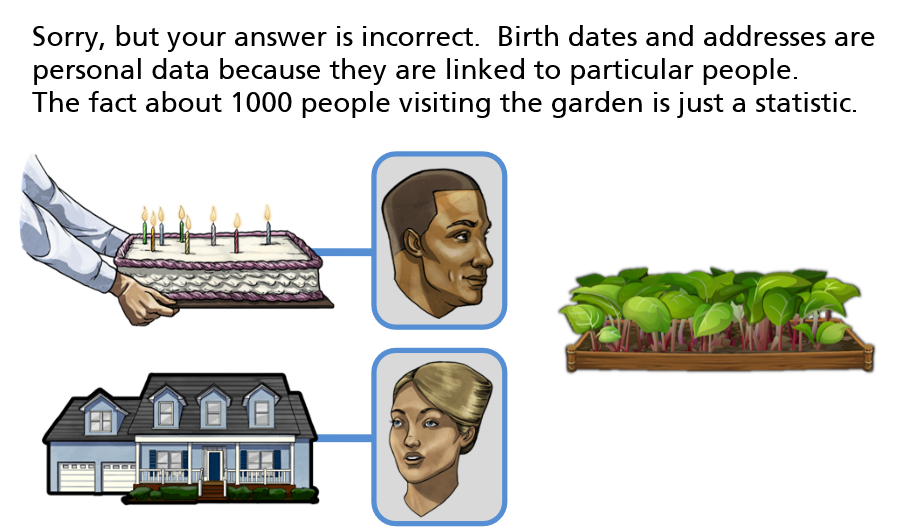 Sorry, but your answer is incorrect.  Birth dates and addresses are
personal data because they are linked to particular people.
The fact about 1000 people visiting the garden is just a statistic.